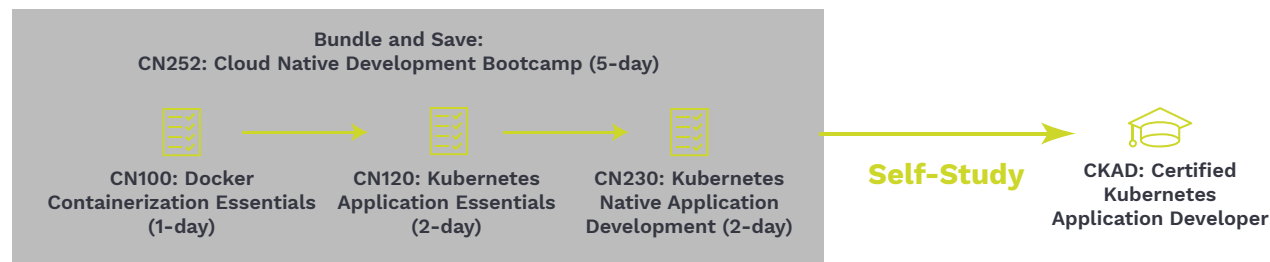 Bundle and Save:
CN252: Cloud Native Development Bootcamp (5-day)
CN100: Docker
Containerization Essentials
(1-day)
CN120: Kubernetes
Application Essentials
(2-day)
CN230: Kubernetes
Native Application
Development (2-day)
Self-Study
CKAD: Certified
Kubernetes
Application Developer